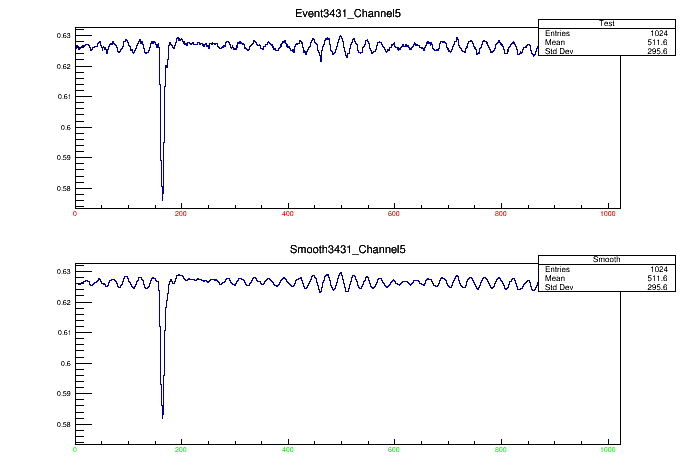 Event3431_Channel5
Test
Entries 1024
Mean 511.6
Std Dev 295.6
0.63
0.62
0.61
0.6
0.59
0.58
0 200 400 600 800 1000
Smooth3431_Channel5
Smooth
Entries 1024
Mean 511.6
Std Dev 295.6
0.63
0.62
0.61
0.6
0.59
0.58
0 200 400 600 800 1000